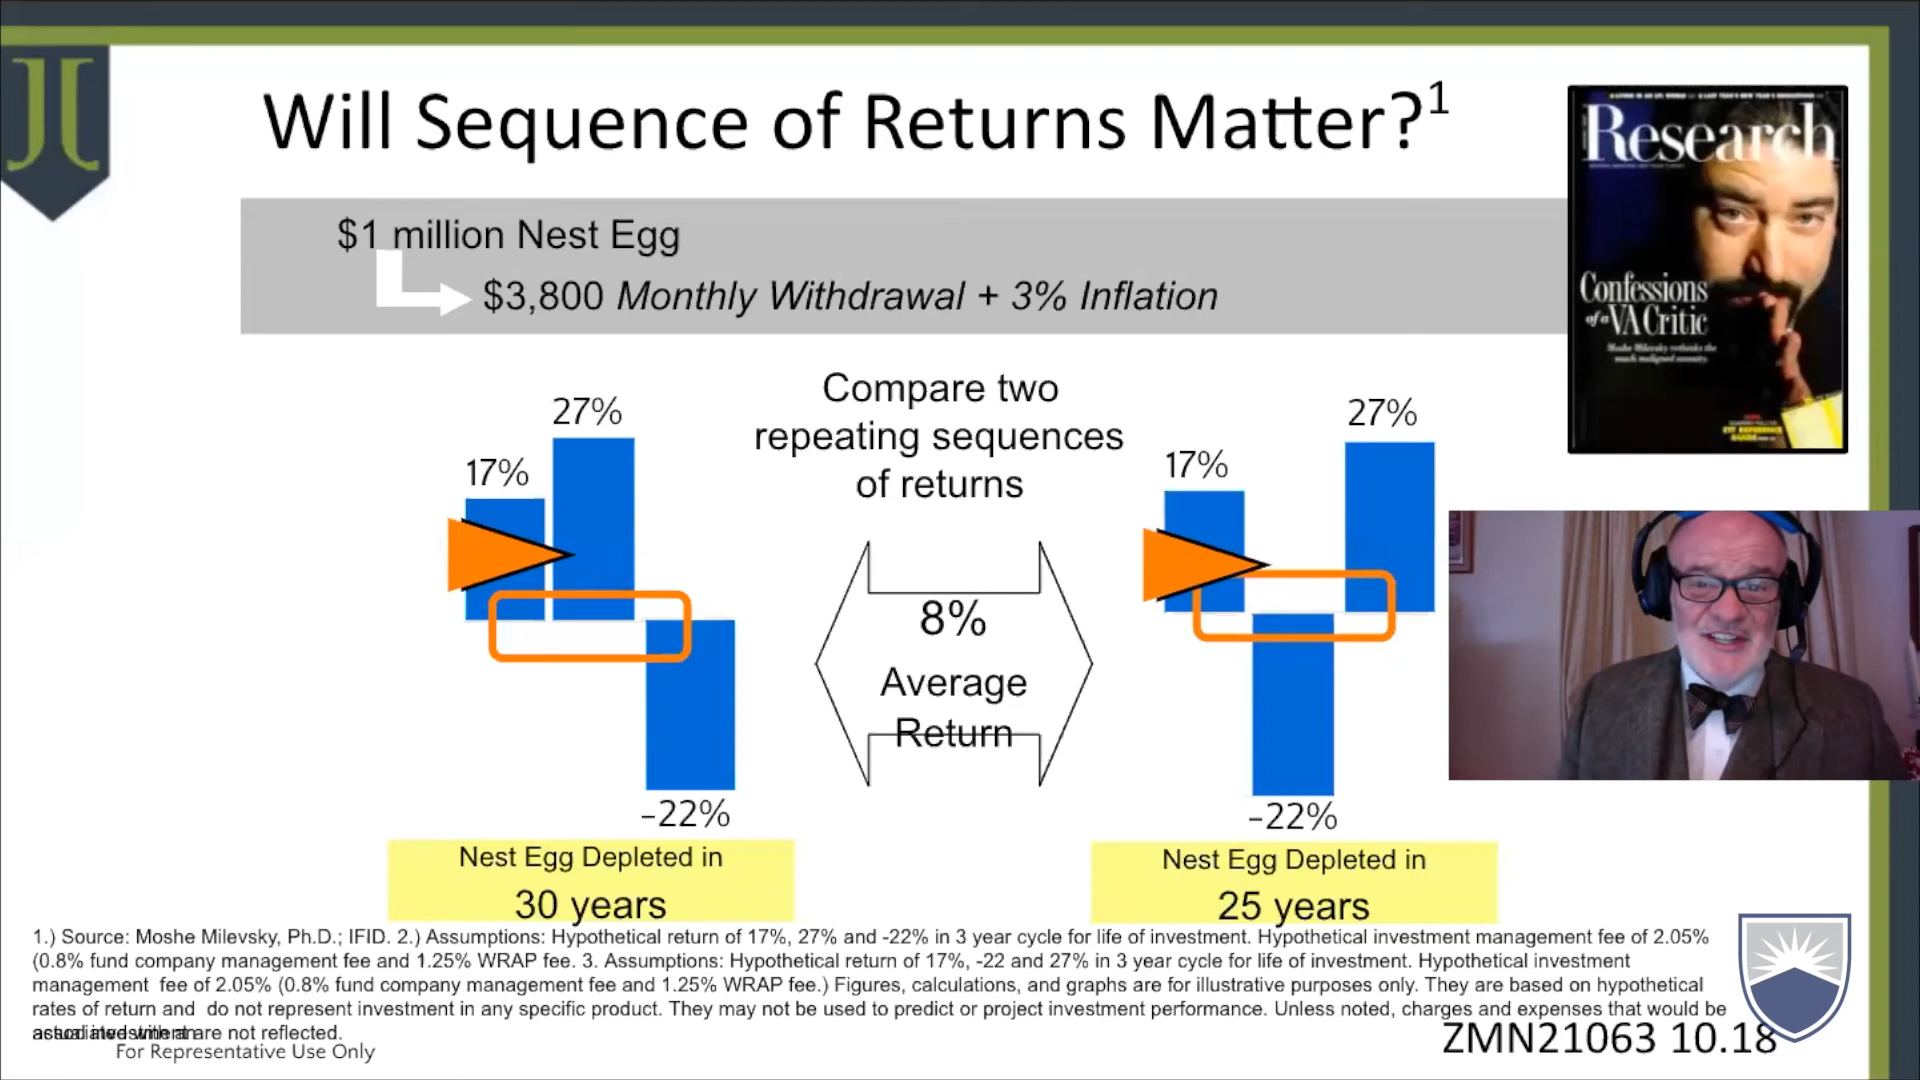 Will Sequence of Returns Matter?1
$1 million Nest Egg
$3,800 Monthly Withdrawal + 3% Inflation
Research
Confessions
of a VA Critic
Moshe Milevsky rethinks the
much maligned annuity.
Compare two
repeating sequences
of returns
17%
27%
-22%
8%
Average
Return
17%
27%
-22%
Nest Egg Depleted in
30 years
Nest Egg Depleted in
25 years
1.) Source: Moshe Milevsky, Ph.D.; IFID. 2.) Assumptions: Hypothetical return of 17%, 27% and -22% in 3 year cycle for life of investment. Hypothetical investment management fee of 2.05%
(0.8% fund company management fee and 1.25% WRAP fee. 3. Assumptions: Hypothetical return of 17%, -22 and 27% in 3 year cycle for life of investment. Hypothetical investment
management fee of 2.05% (0.8% fund company management fee and 1.25% WRAP fee.) Figures, calculations, and graphs are for illustrative purposes only. They are based on hypothetical
rates of return and do not represent investment in any specific product. They may not be used to predict or project investment performance. Unless noted, charges and expenses that would be
are not reflected.
For Representative Use Only
ZMN21063 10.18